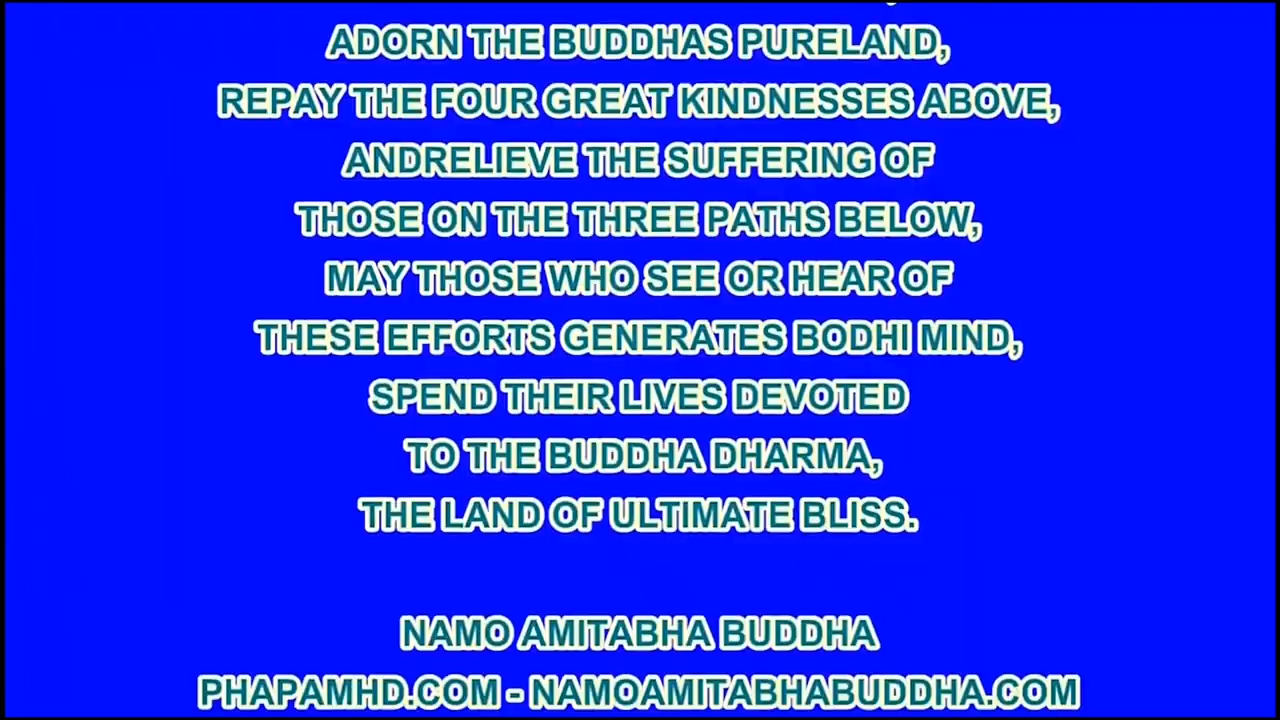 ADORN THE BUDDHAS PURELAND,
REPAY THE FOUR GREAT KINDNESSES ABOVE,
ANDRELIEVE THE SUFFERING OF
THOSE ON THE THREE PATHS BELOW,
MAY THOSE WHO SEE OR HEAR OF
THESE EFFORTS GENERATES BODHI MIND,
SPEND THEIR LIVES DEVOTED
TO THE BUDDHA DHARMA,
THE LAND OF ULTIMATE BLISS.
NAMO AMITABHA BUDDHA
PHAPAMHD.COM - NAMOAMITABHABUDDHA.COM